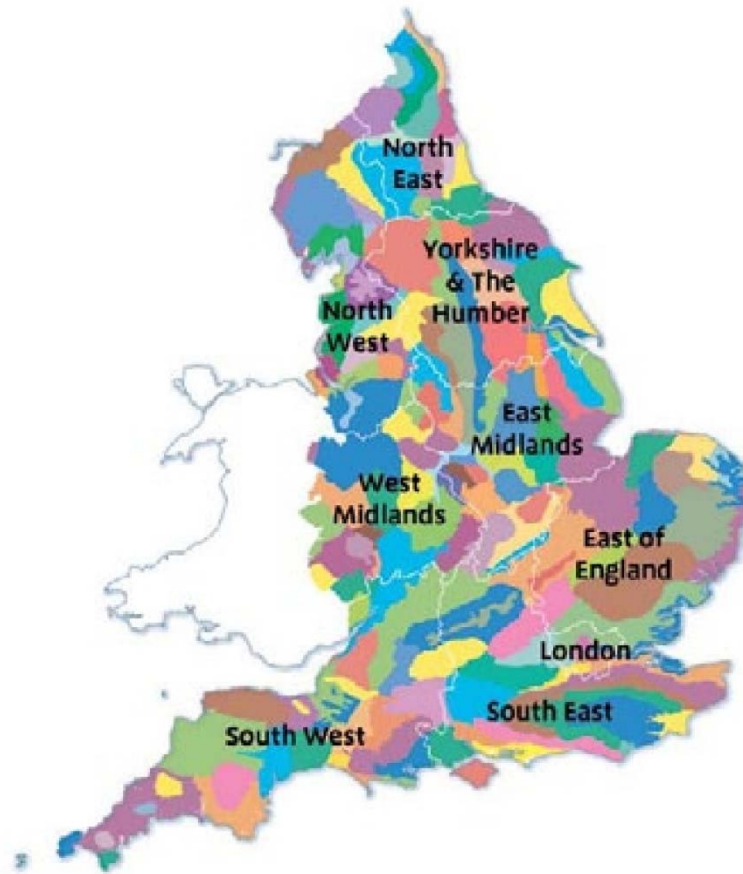 North
East
Yorkshire
& The
Humber
North
West
East
Midlands
West
Midlands
East of
England
London
South East
South West